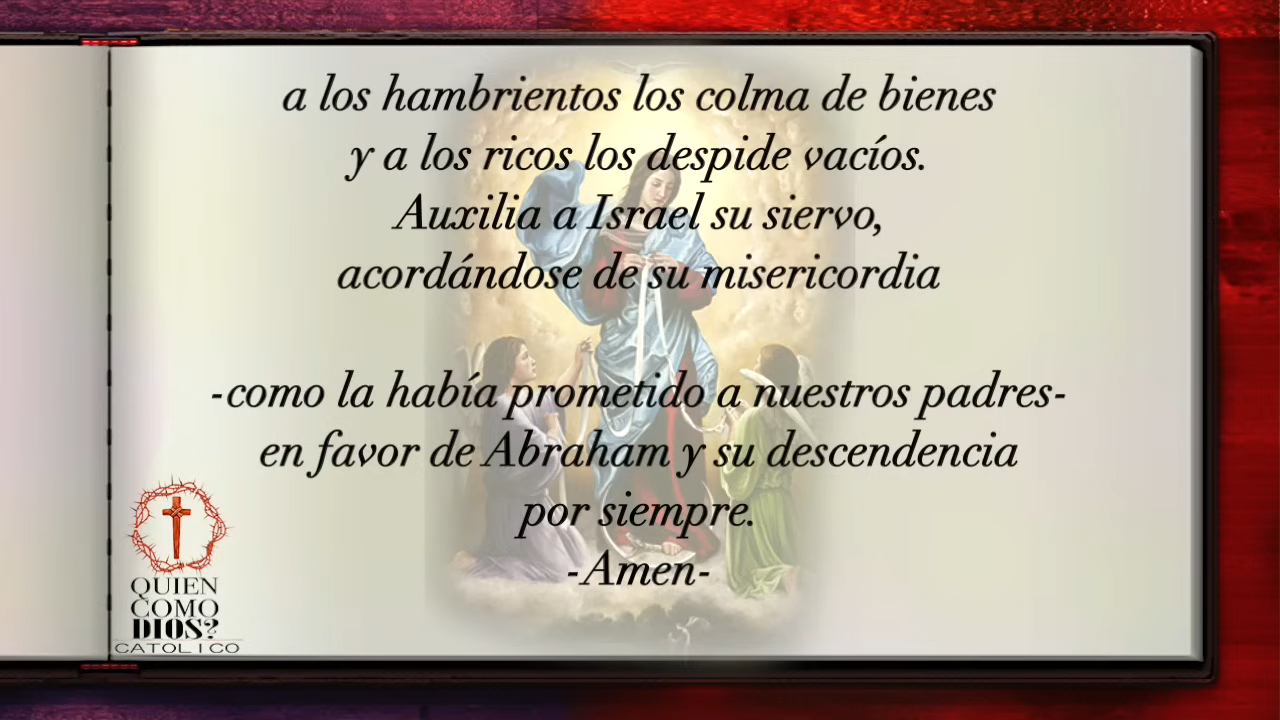 a los hambrientos los colma de bienes
y a los ricos los despide vacíos.
Auxilia a Israel su siervo,
acordándose de su misericordia
-como la había prometido a nuestros padres-
en favor de Abraham y su descendencia
por siempre.
-Amen-
QUIEN
COMO
DIOS?
CATOLICO